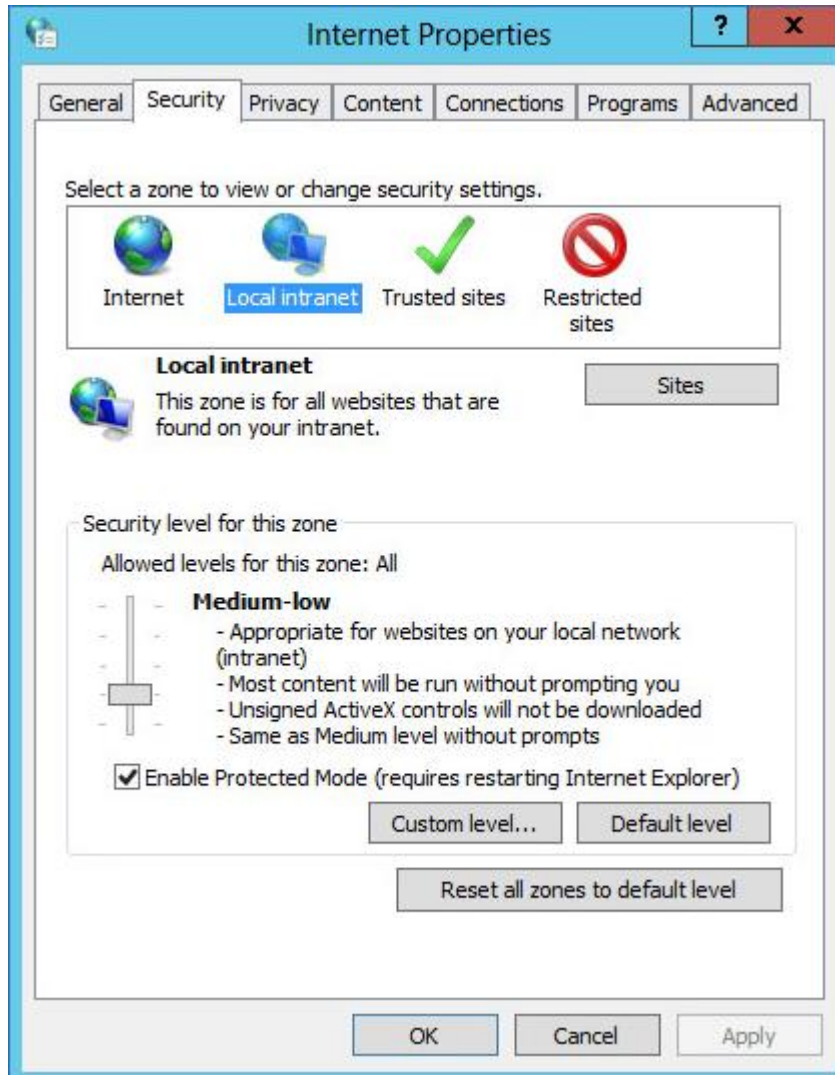 Internet Properties
?
x
General Security Privacy Content Connections Programs Advanced
Select a zone to view or change security settings.
Internet Local intranet Trusted sites Restricted
sites
Local intranet
Sites
This zone is for all websites that are
found on your intranet.
Security level for this zone
Allowed levels for this zone: All
Medium-low
- Appropriate for websites on your local network
(intranet)
- Most content will be run without prompting you
- Unsigned ActiveX controls will not be downloaded
- Same as Medium level without prompts
Enable Protected Mode (requires restarting Internet Explorer)
Custom level... Default level
Reset all zones to default level
OK Cancel Apply